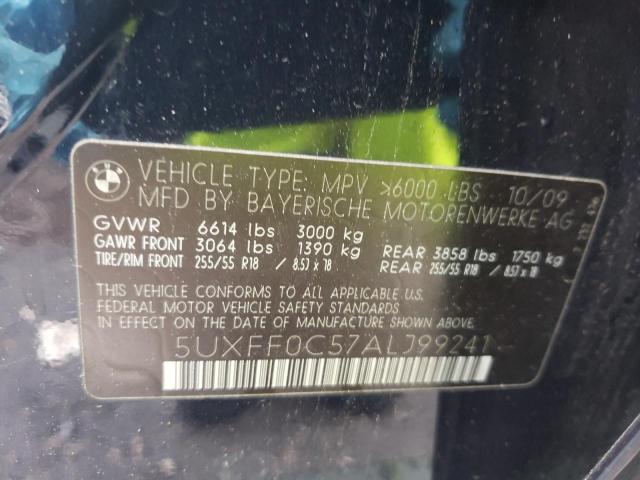 BMW
VEHICLE TYPE: MPV >6000 LBS 10/09
MFD BY BAYERISCHE MOTORENWERKE AG
GVWR 6614 lbs 3000 kg
GAWR FRONT 3064 lbs 1390 kg REAR 3858 lbs 1750 kg
TIRE/RIM FRONT 255/55 R18 / 8.57 x 18 REAR 255/55 R18 / 8.57 x 18
THIS VEHICLE CONFORMS TO ALL APPLICABLE U.S.
FEDERAL MOTOR VEHICLE SAFETY STANDARDS
IN EFFECT ON THE DATE OF MANUFACTURE SHOWN ABOVE.
5UXFF0C57ALJ99241